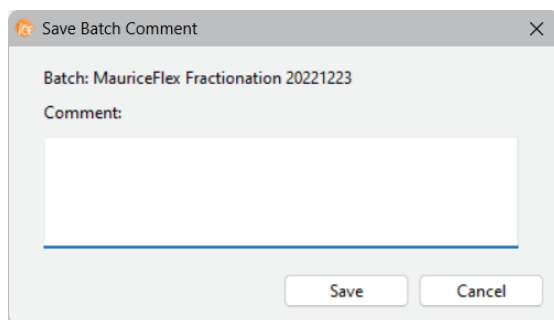 Save Batch Comment
Batch: MauriceFlex Fractionation 20221223
Comment:
Save
Cancel